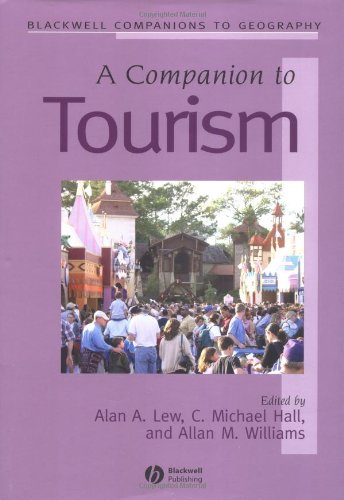 BLACKWELL COMPANIONS TO GEOGRAPHY
A Companion to
Tourism
Edited by
Alan A. Lew, C. Michael Hall,
and Allan M. Williams
Blackwell
Publishing